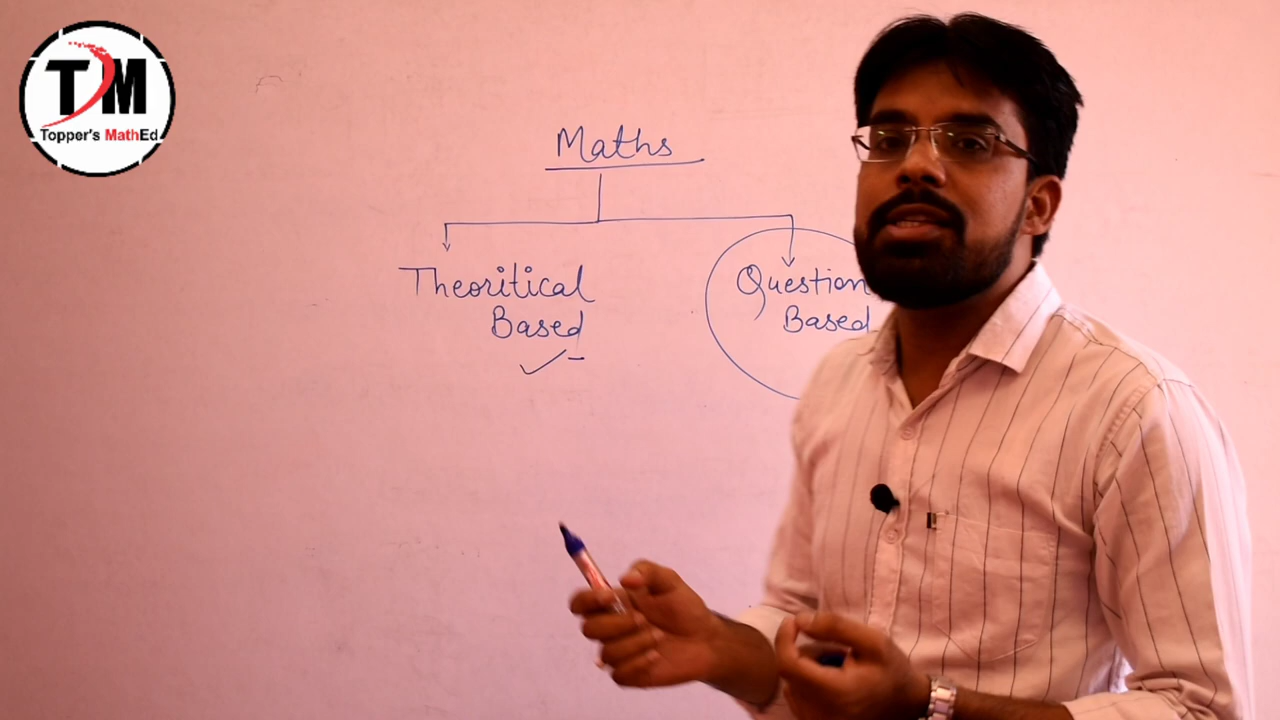 TM
Topper's MathEd
Maths
Theoritical
Based
Question
Based